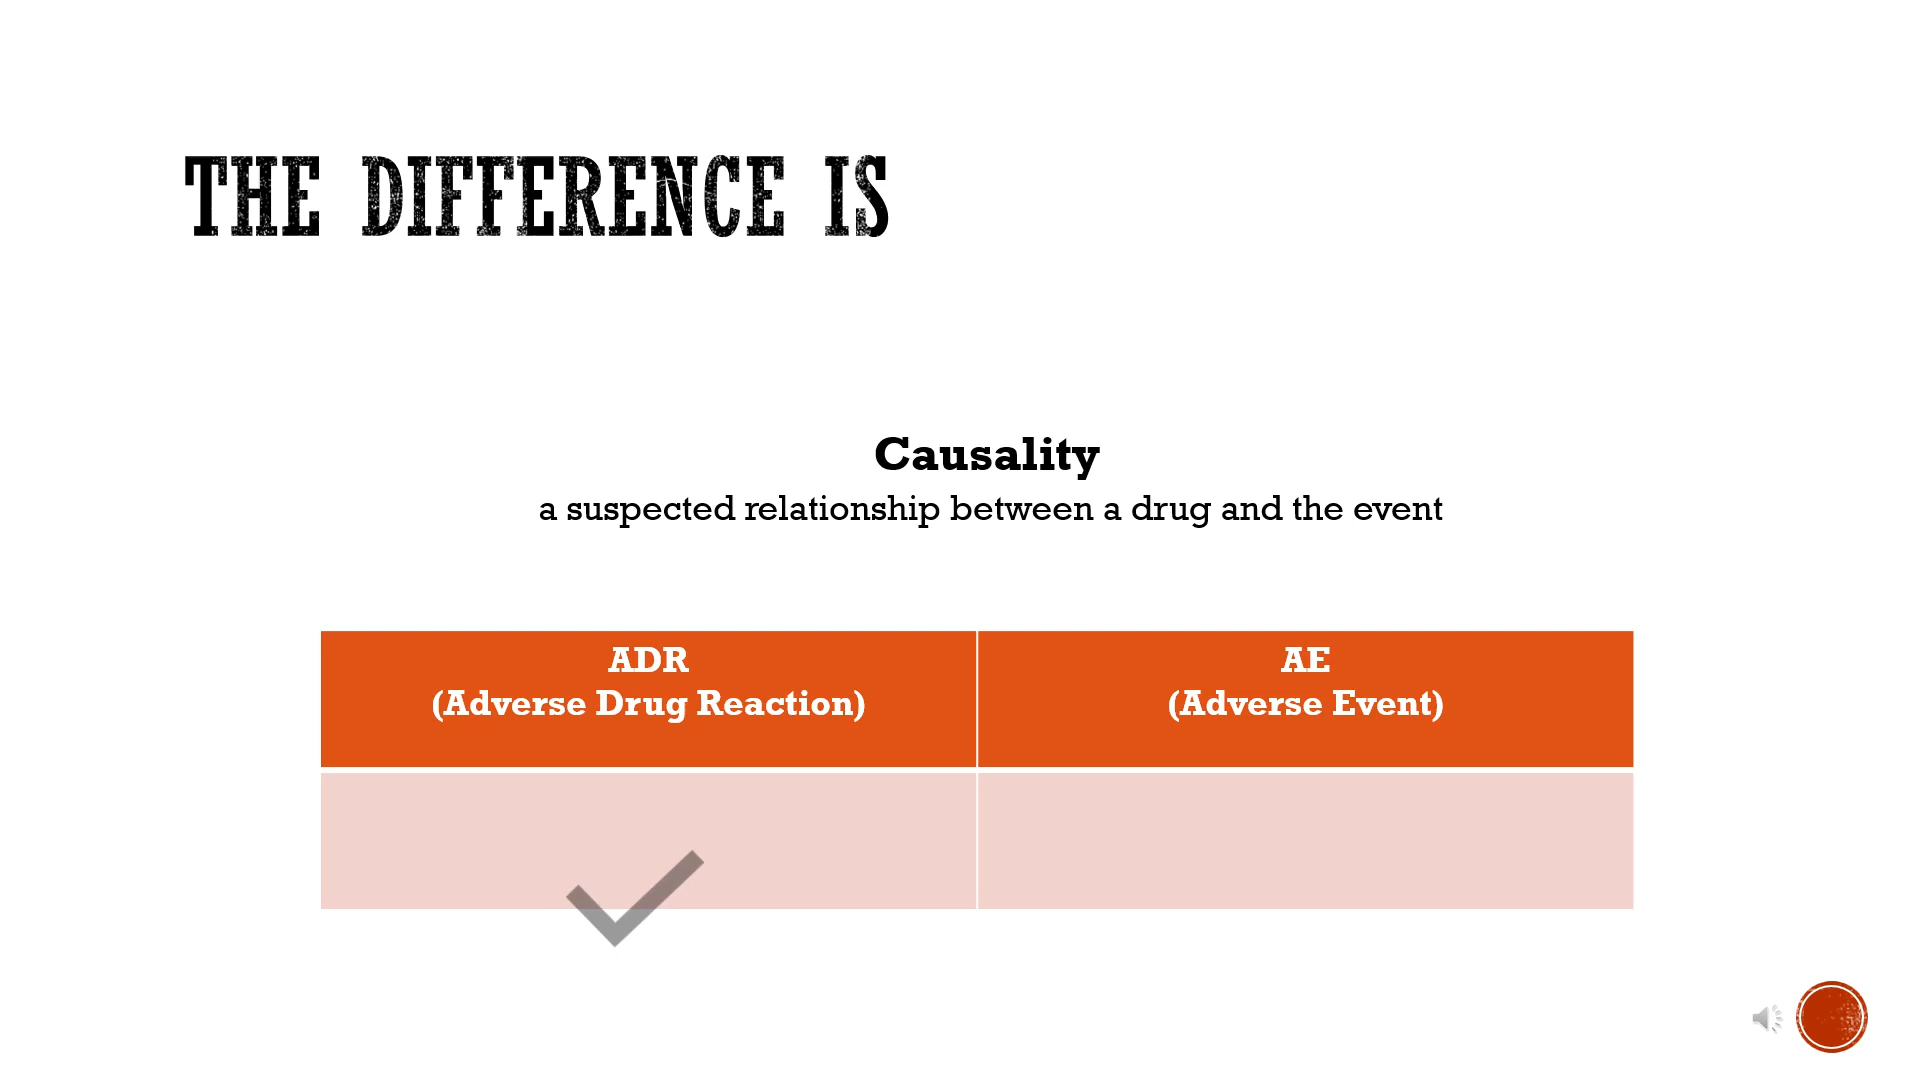 THE DIFFERENCE IS
Causality
a suspected relationship between a drug and the event
ADR
(Adverse Drug Reaction)
AE
(Adverse Event)